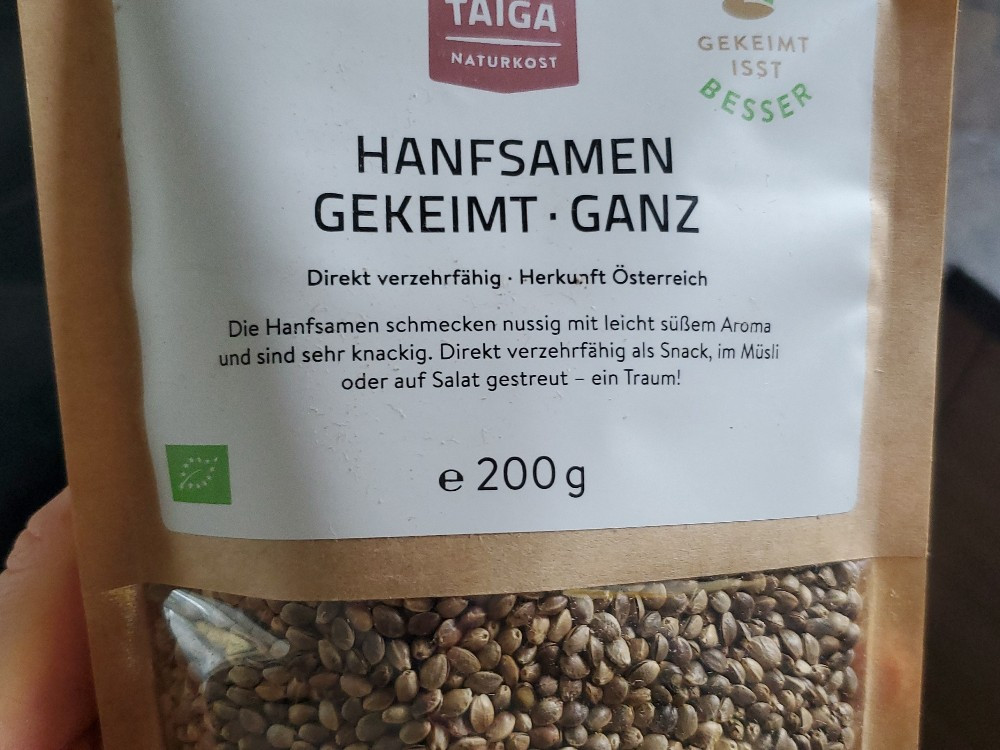 TAIGA
NATURKOST
GEKEIMT
ISST
BESSER
HANFSAMEN
GEKEIMT · GANZ
Direkt verzehrfähig · Herkunft Österreich
Die Hanfsamen schmecken nussig mit leicht süßem Aroma
und sind sehr knackig. Direkt verzehrfähig als Snack, im Müsli
oder auf Salat gestreut – ein Traum!
℮ 200 g